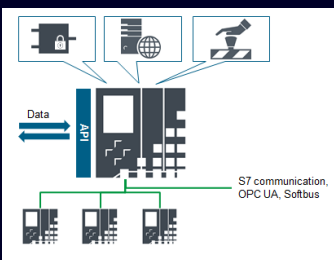 Data
API
S7 communication,
OPC UA, Softbus